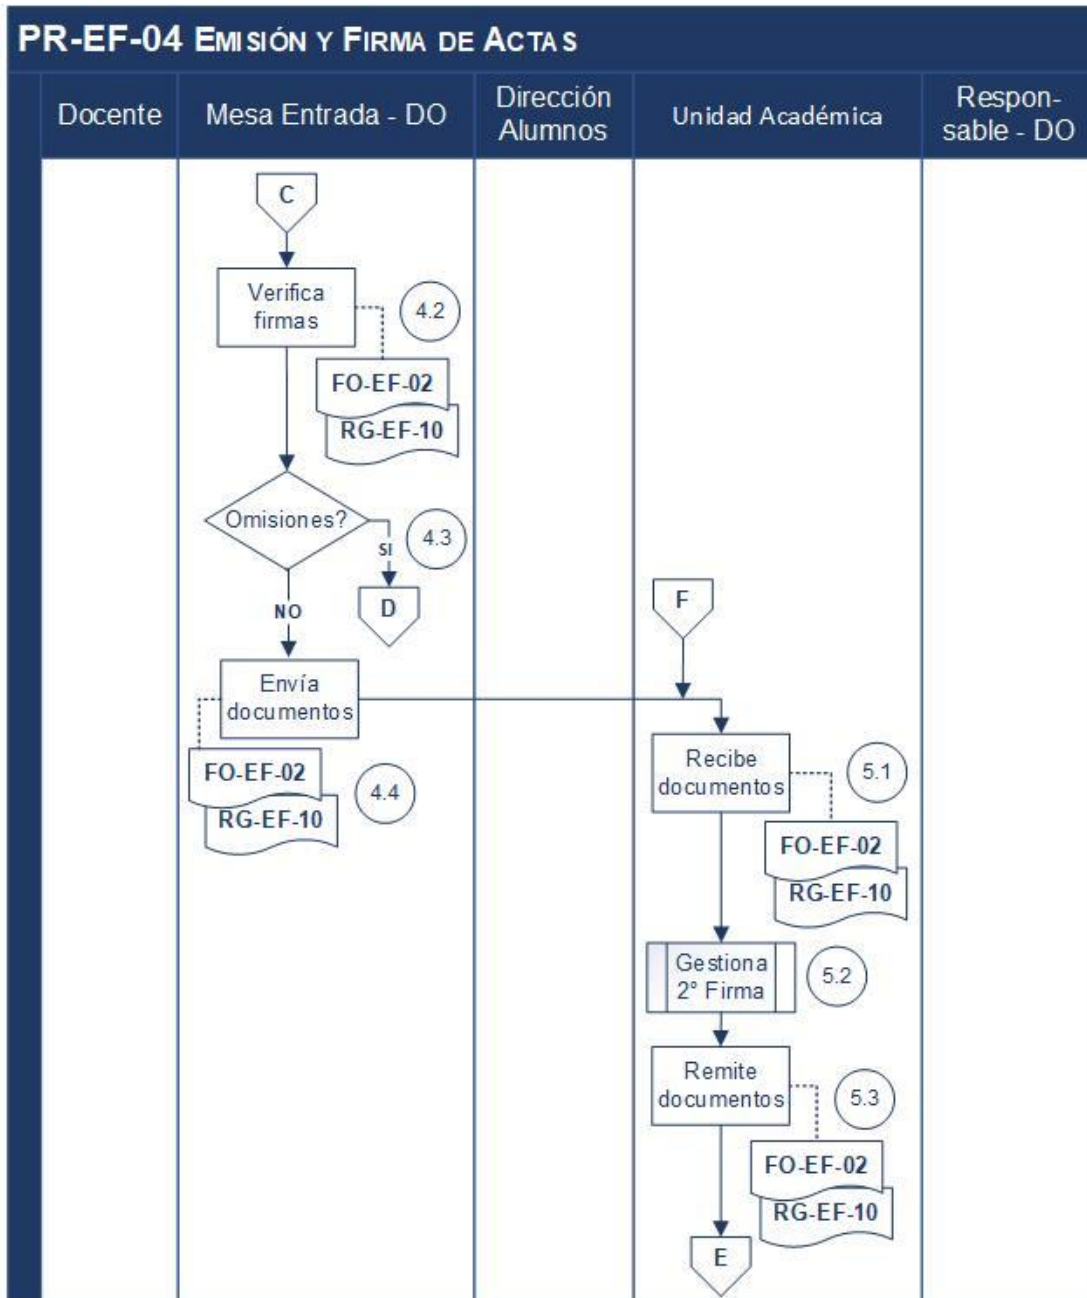 PR-EF-04 EMISIÓN Y FIRMA DE ACTAS
Docente
Mesa Entrada - DO
Dirección
Alumnos
Unidad Académica
Respon-
sable - DO
C
Verifica
firmas
4.2
FO-EF-02
RG-EF-10
Omisiones?
4.3
SI
D
NO
Envía
documentos
FO-EF-02
RG-EF-10
4.4
F
Recibe
documentos
5.1
FO-EF-02
RG-EF-10
Gestiona
2° Firma
5.2
Remite
documentos
5.3
FO-EF-02
RG-EF-10
E